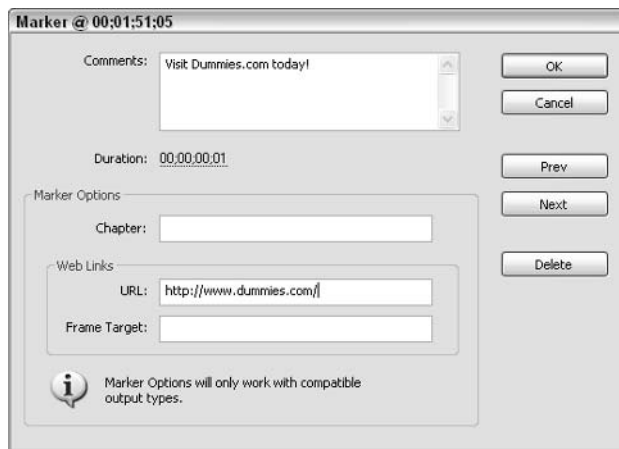 Marker @ 00;01;51;05
Comments: Visit Dummies.com today!
OK
Cancel
Duration: 00;00;00;01
Prev
Marker Options
Next
Chapter:
Web Links
Delete
URL: http://www.dummies.com/
Frame Target:
i
Marker Options will only work with compatible
output types.